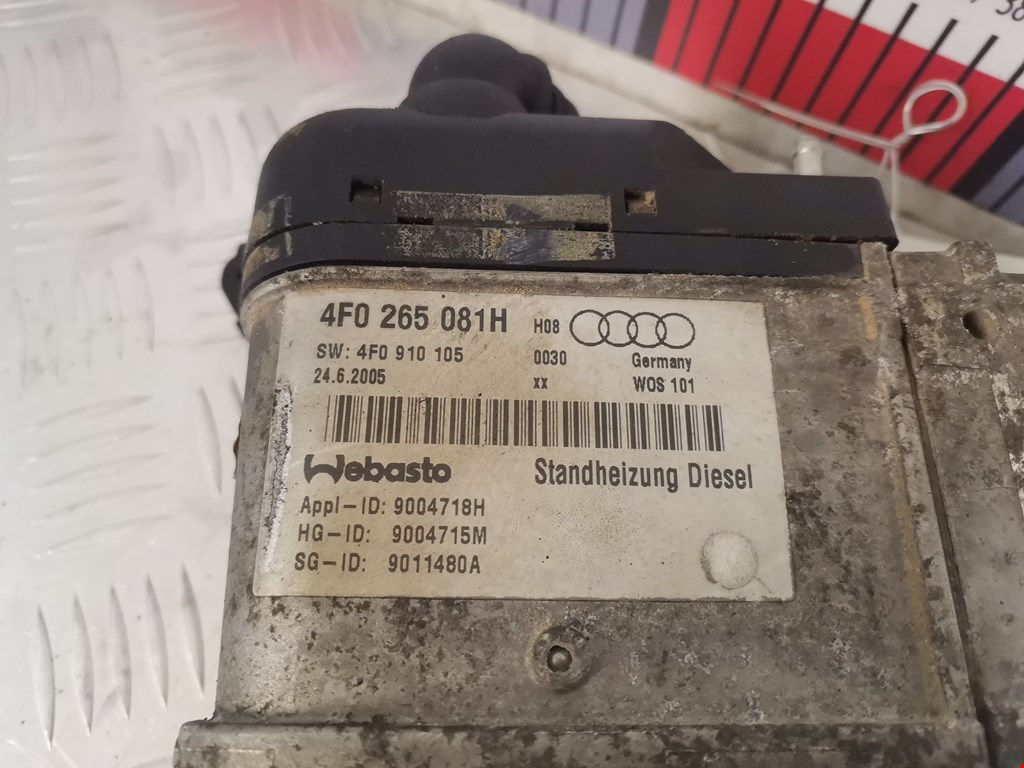 4F0 265 081H H08
SW: 4F0 910 105 0030 Germany
24.6.2005 xx WOS 101
Webasto Standheizung Diesel
Appl-ID: 9004718H
HG-ID: 9004715M
SG-ID: 9011480A